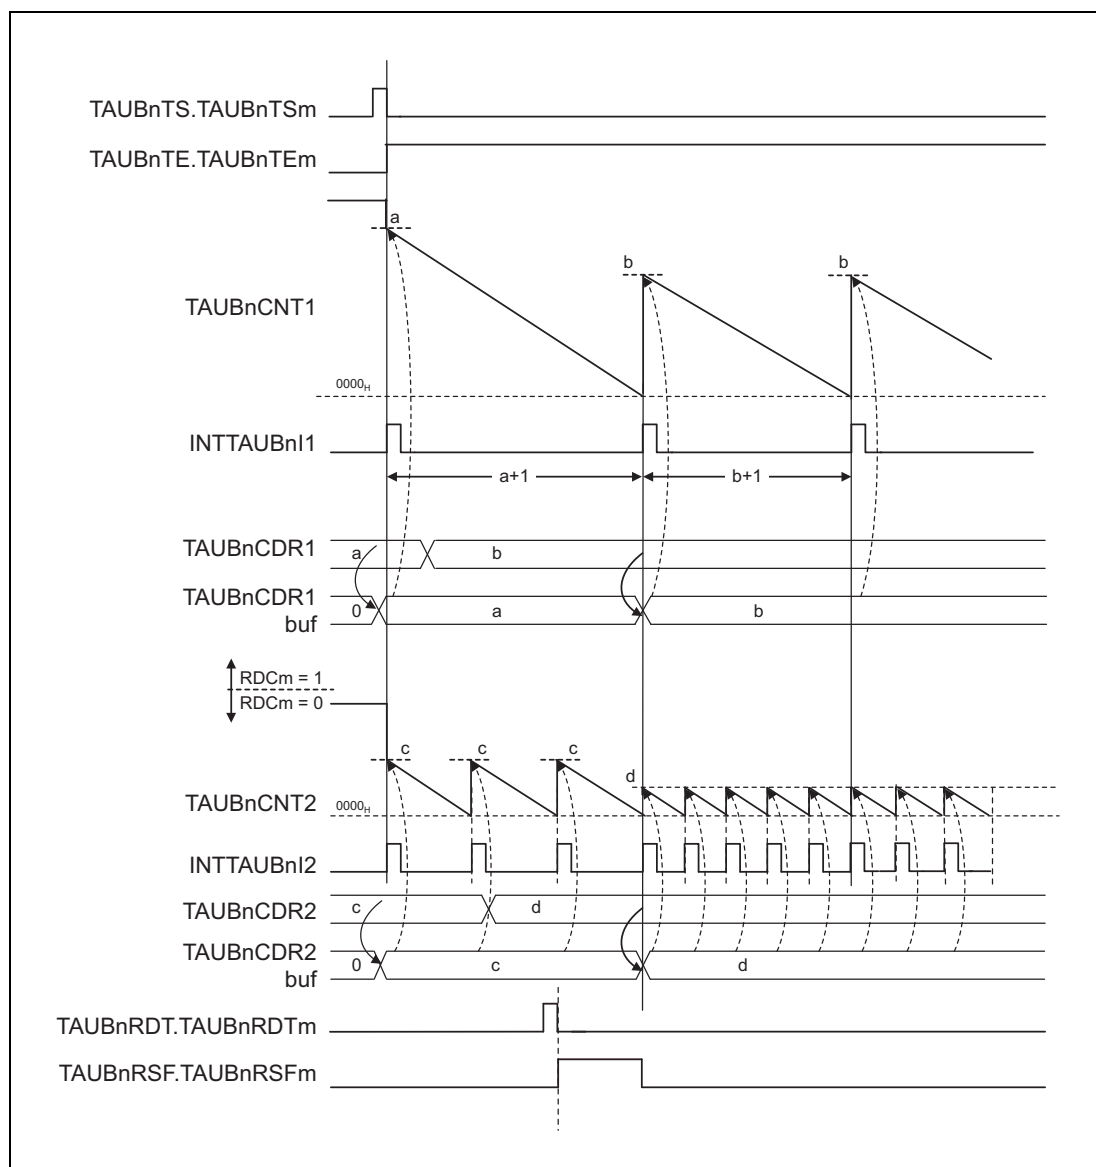 TAUBnTS.TAUBnTSm
TAUBnTE.TAUBnTEm
a
b b
TAUBnCNT1
0000H
INTTAUBnI1
a+1 b+1
TAUBnCDR1
a b
TAUBnCDR1
buf
0 a b
RDCm = 1
RDCm = 0
c c c
d
TAUBnCNT2
0000H
INTTAUBnI2
TAUBnCDR2
c d
TAUBnCDR2
buf
0 c d
TAUBnRDT.TAUBnRDTm
TAUBnRSF.TAUBnRSFm